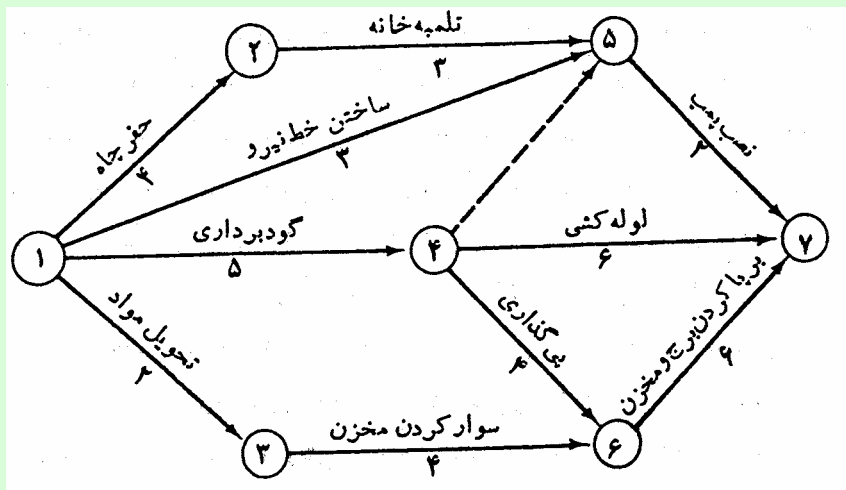 ۲
تلمبه‌خانه
۳
۵
حفر چاه
۴
ساختن خط نیرو
۳
نصب پمپ
۲
۱
گودبرداری
۵
۴
لوله‌کشی
۶
۷
تحویل مواد
۲
پی‌گذاری
۴
برپا کردن برج و مخزن
۶
۳
سوار کردن مخزن
۴
۶